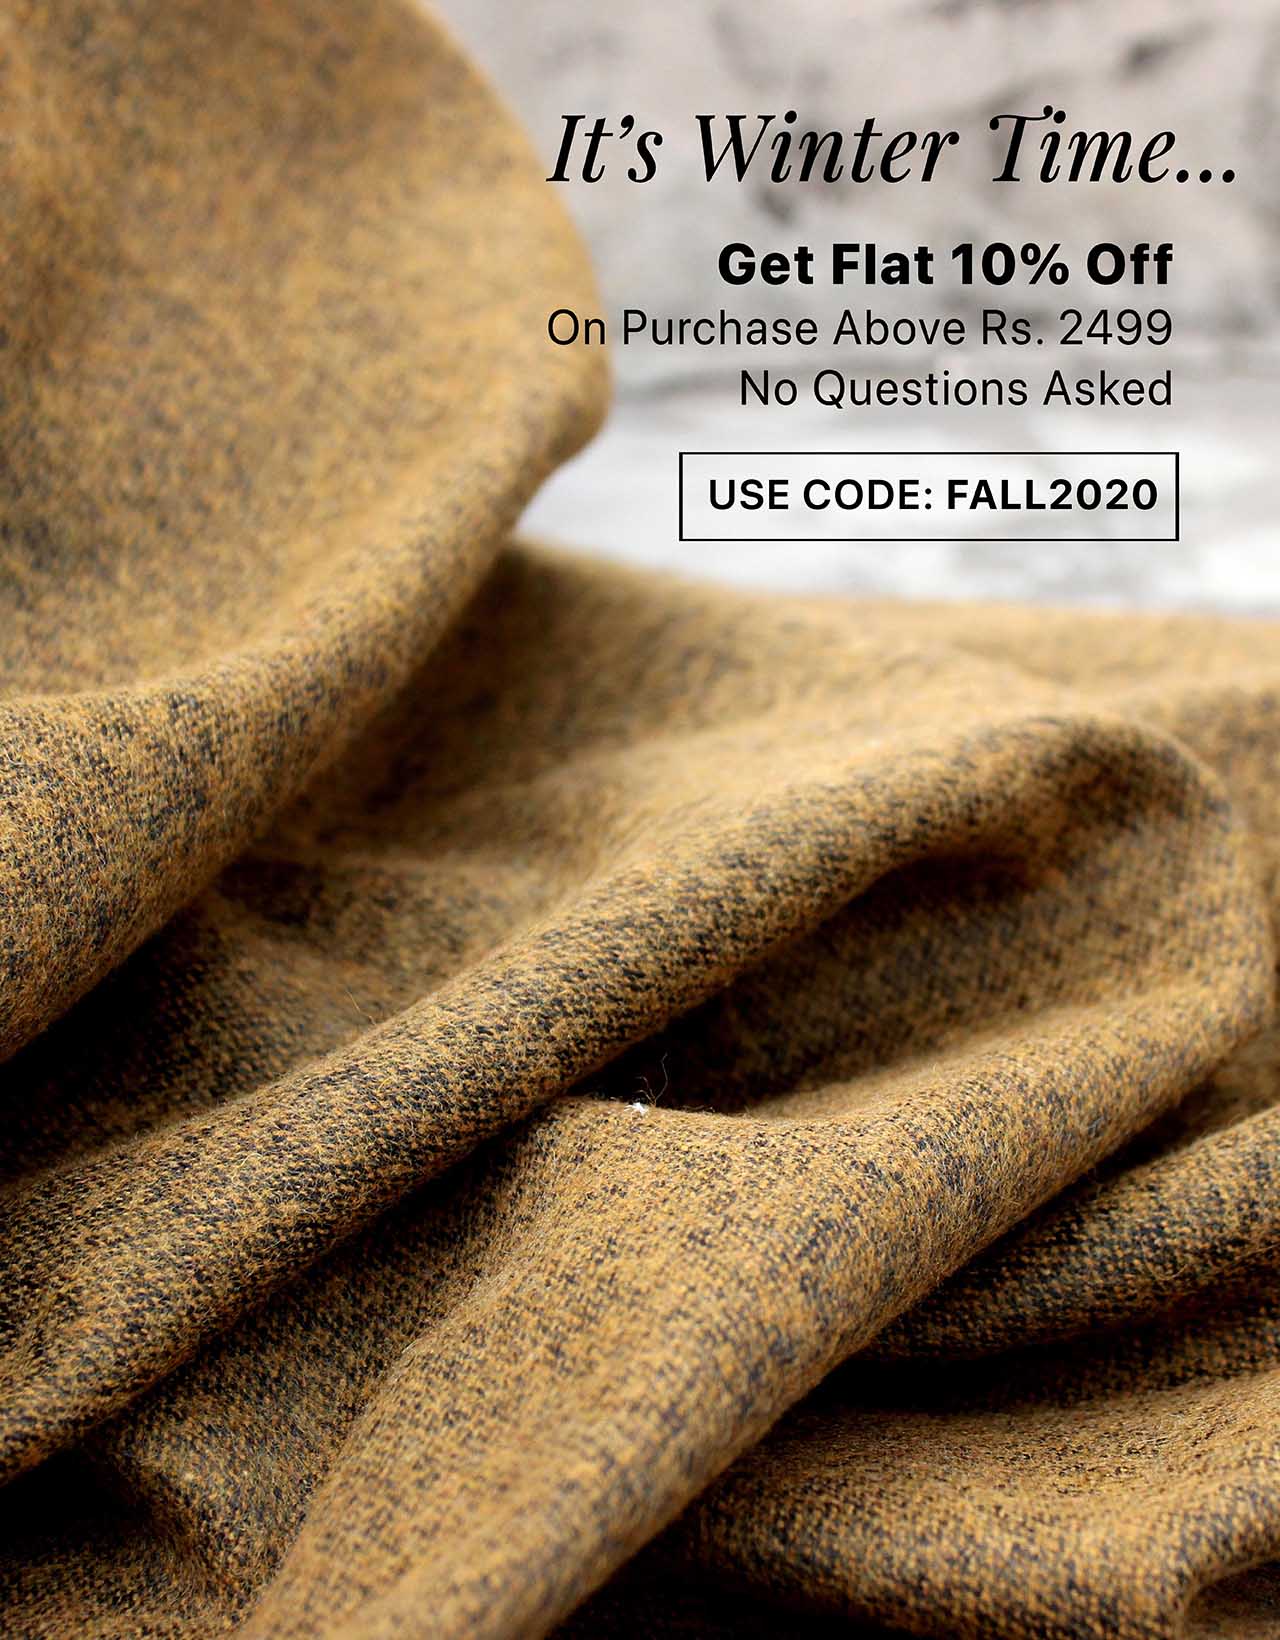 It's Winter Time...
Get Flat 10% Off
On Purchase Above Rs. 2499
No Questions Asked
USE CODE: FALL2020